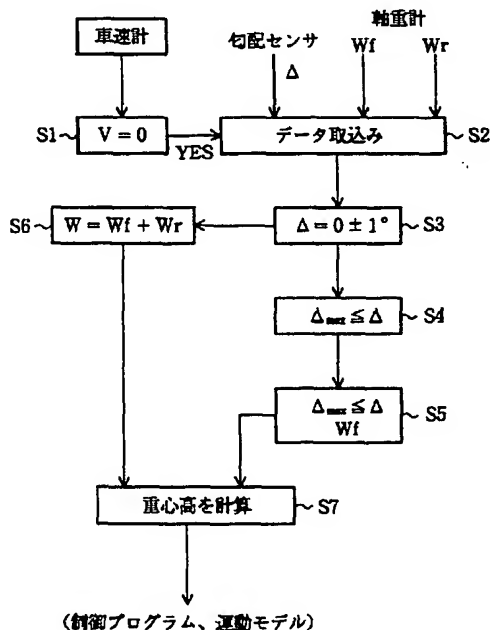 車速計
勾配センサ
Δ
軸重計
Wf Wr
S1
V = 0
YES
データ取込み
S2
S6
W = Wf + Wr
Δ = 0 ± 1°
S3
Δmax ≤ Δ
S4
Δmax ≤ Δ
Wf
S5
重心高を計算
S7
(制御プログラム、運動モデル)